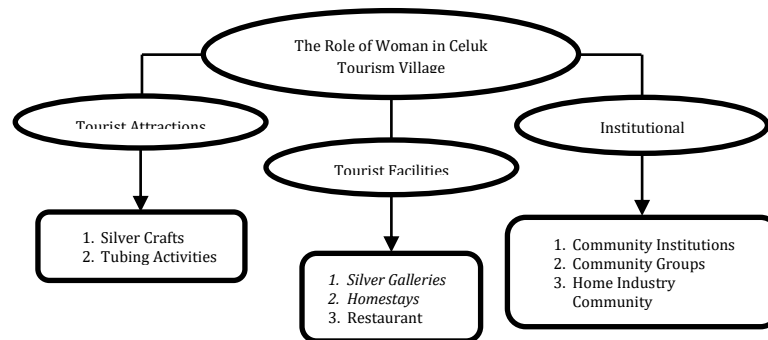 The Role of Woman in Celuk
Tourism Village
Tourist Attractions
Institutional
Tourist Facilities
1. Silver Crafts
2. Tubing Activities
1. Silver Galleries
2. Homestays
3. Restaurant
1. Community Institutions
2. Community Groups
3. Home Industry
Community